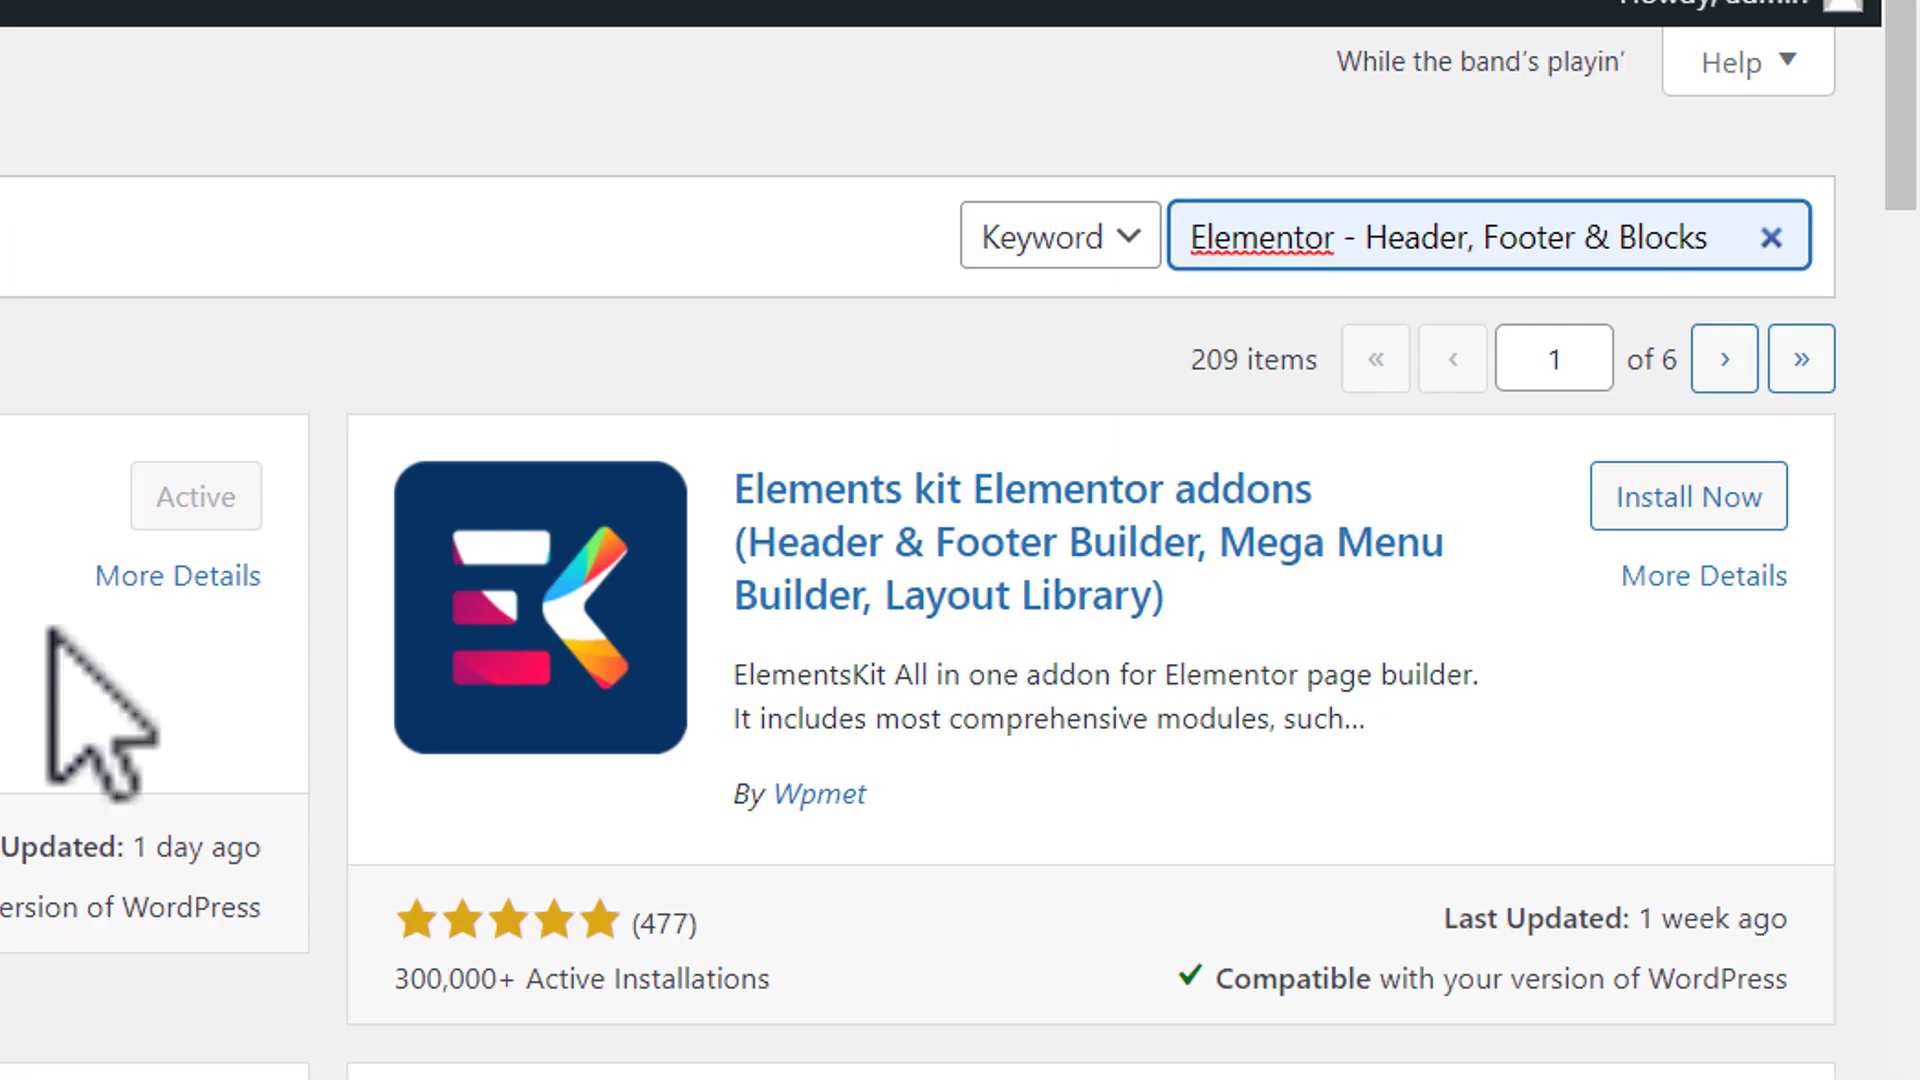 Howdy, admin
While the band's playin'
Help
Keyword
Elementor - Header, Footer & Blocks
209 items
«
‹
1
of 6
›
»
Active
More Details
Updated: 1 day ago
ersion of WordPress
Elements kit Elementor addons
(Header & Footer Builder, Mega Menu
Builder, Layout Library)
Install Now
More Details
ElementsKit All in one addon for Elementor page builder.
It includes most comprehensive modules, such...
By Wpmet
(477)
300,000+ Active Installations
Last Updated: 1 week ago
Compatible with your version of WordPress